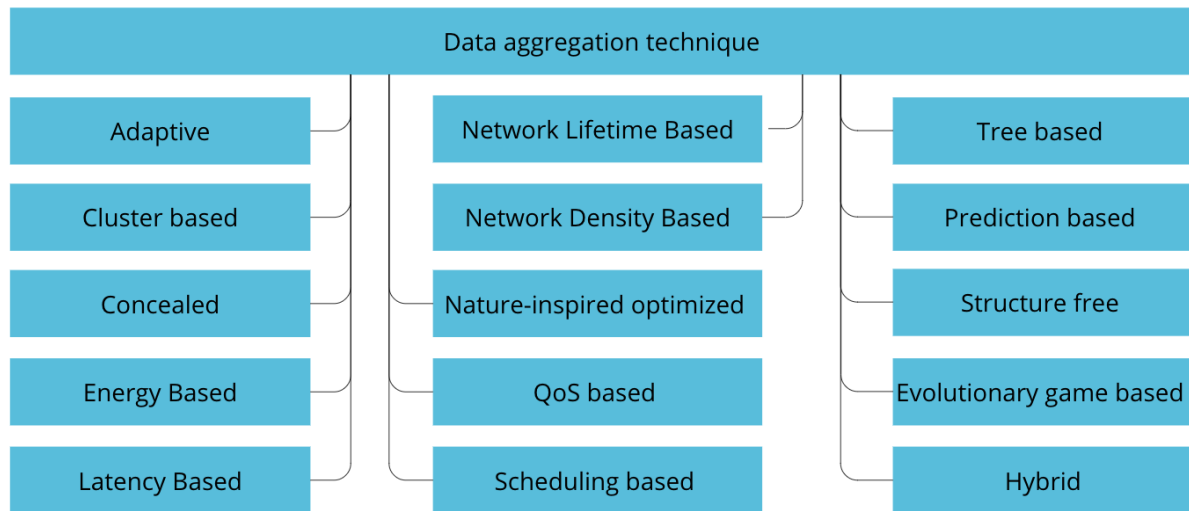 Data aggregation technique
Adaptive
Cluster based
Concealed
Energy Based
Latency Based
Network Lifetime Based
Network Density Based
Nature-inspired optimized
QoS based
Scheduling based
Tree based
Prediction based
Structure free
Evolutionary game based
Hybrid